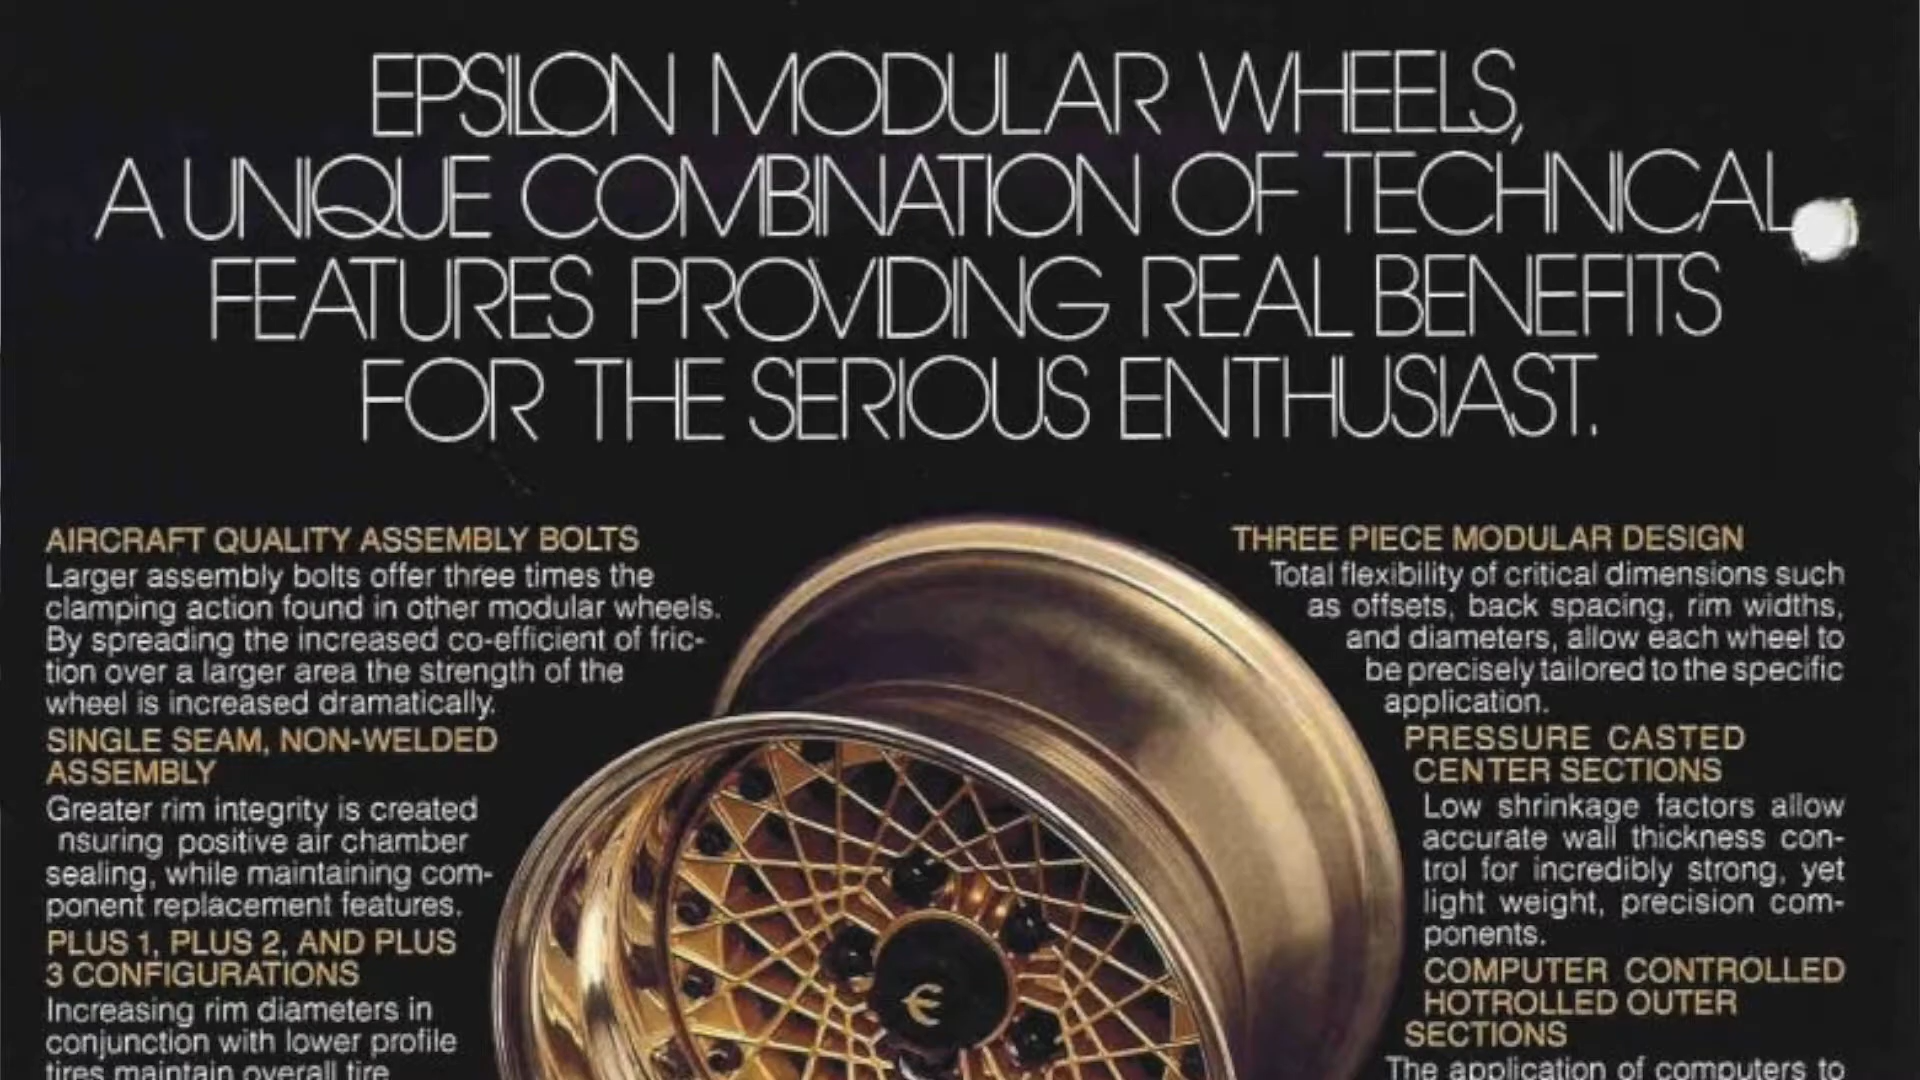 EPSILON MODULAR WHEELS,
A UNIQUE COMBINATION OF TECHNICAL
FEATURES PROVIDING REAL BENEFITS
FOR THE SERIOUS ENTHUSIAST.
AIRCRAFT QUALITY ASSEMBLY BOLTS
Larger assembly bolts offer three times the
clamping action found in other modular wheels.
By spreading the increased co-efficient of fric-
tion over a larger area the strength of the
wheel is increased dramatically.
SINGLE SEAM, NON-WELDED
ASSEMBLY
Greater rim integrity is created
nsuring positive air chamber
sealing, while maintaining com-
ponent replacement features.
PLUS 1, PLUS 2, AND PLUS
3 CONFIGURATIONS
Increasing rim diameters in
conjunction with lower profile
tires maintain overall tire
THREE PIECE MODULAR DESIGN
Total flexibility of critical dimensions such
as offsets, back spacing, rim widths,
and diameters, allow each wheel to
be precisely tailored to the specific
application.
PRESSURE CASTED
CENTER SECTIONS
Low shrinkage factors allow
accurate wall thickness con-
trol for incredibly strong, yet
light weight, precision com-
ponents.
COMPUTER CONTROLLED
HOTROLLED OUTER
SECTIONS
The application of computers to
€